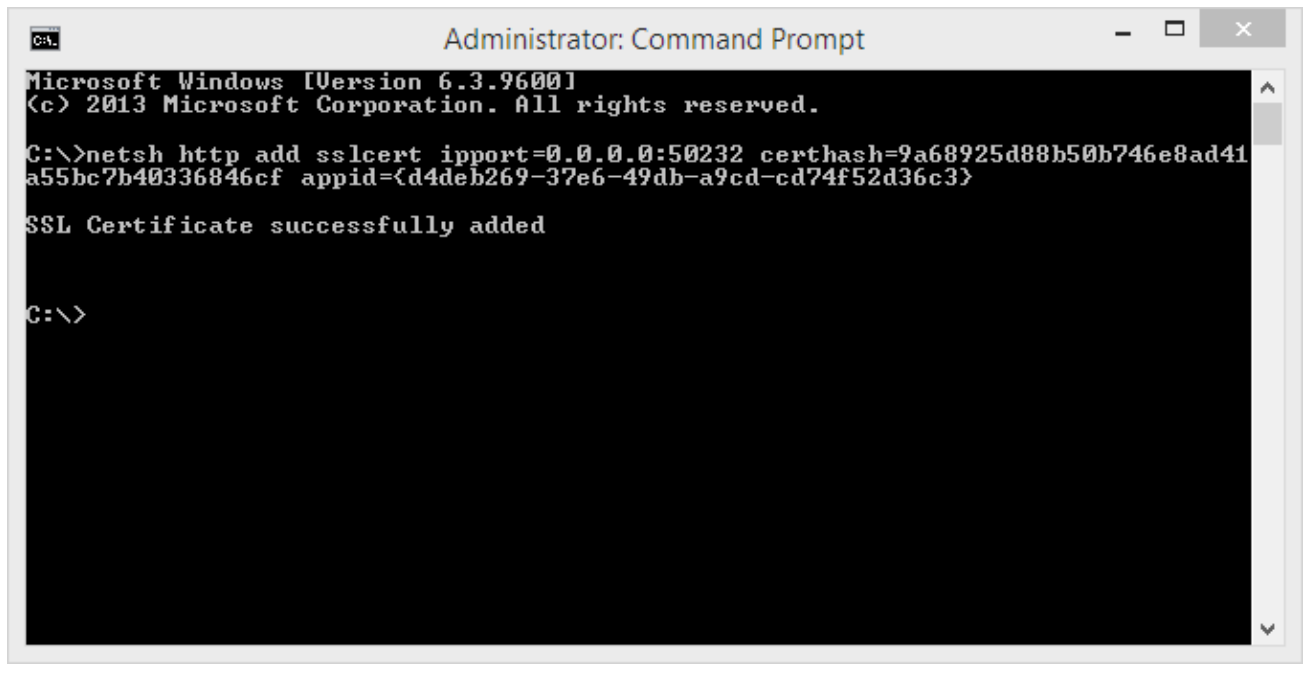 Administrator: Command Prompt
Microsoft Windows [Version 6.3.9600]
(c) 2013 Microsoft Corporation. All rights reserved.
C:\>netsh http add sslcert ipport=0.0.0.0:50232 certhash=9a68925d88b50b746e8ad41
a55bc7b40336846cf appid={d4deb269-37e6-49db-a9cd-cd74f52d36c3}
SSL Certificate successfully added
C:\>